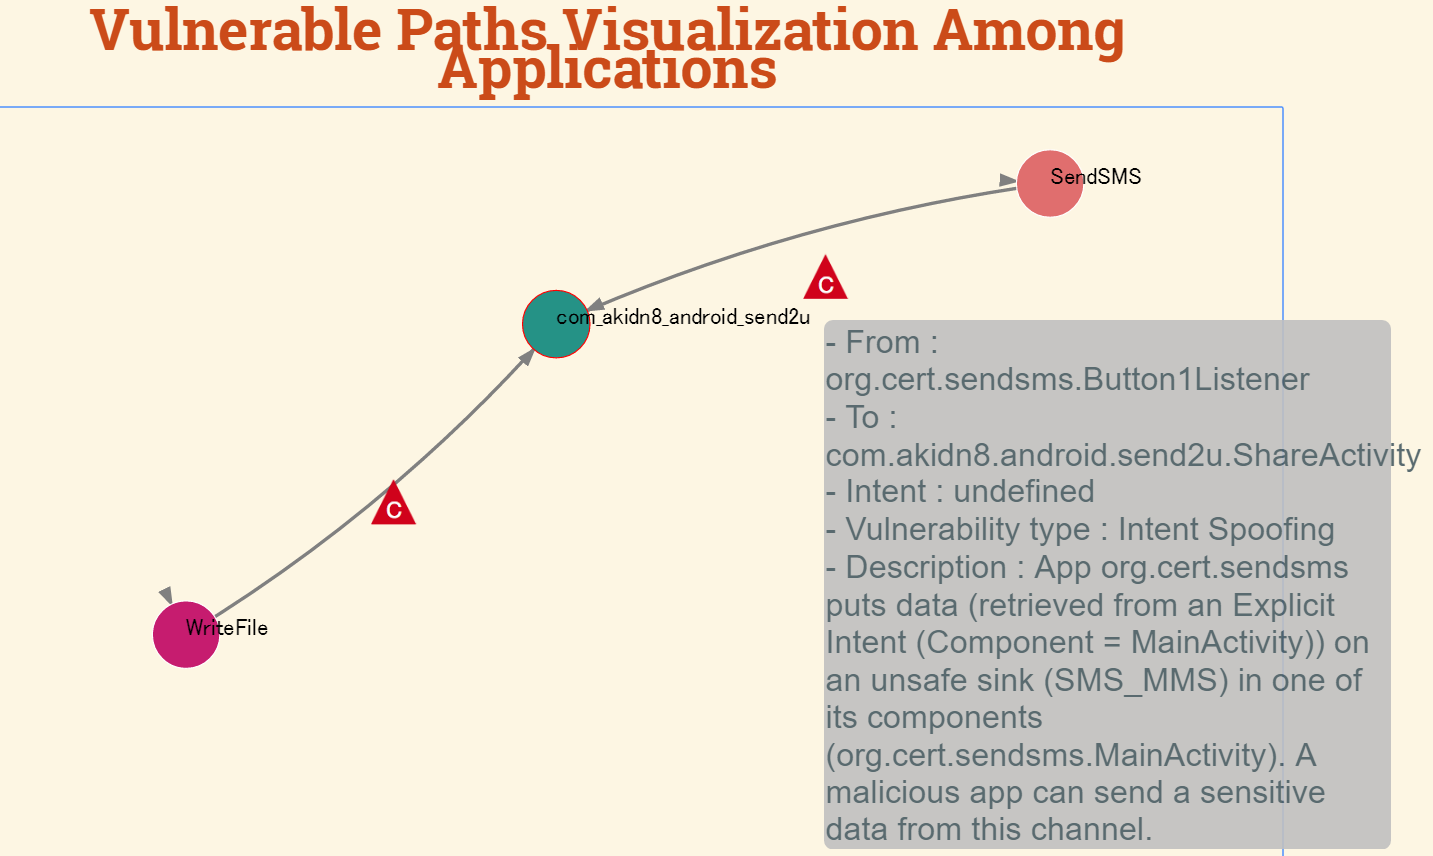 Vulnerable Paths Visualization Among
Applications
SendSMS
C
com_akidn8_android_send2u
- From :
org.cert.sendsms.Button1Listener
- To :
com.akidn8.android.send2u.ShareActivity
- Intent : undefined
- Vulnerability type : Intent Spoofing
- Description : App org.cert.sendsms
puts data (retrieved from an Explicit
Intent (Component = MainActivity)) on
an unsafe sink (SMS_MMS) in one of
its components
(org.cert.sendsms.MainActivity). A
malicious app can send a sensitive
data from this channel.
C
WriteFile